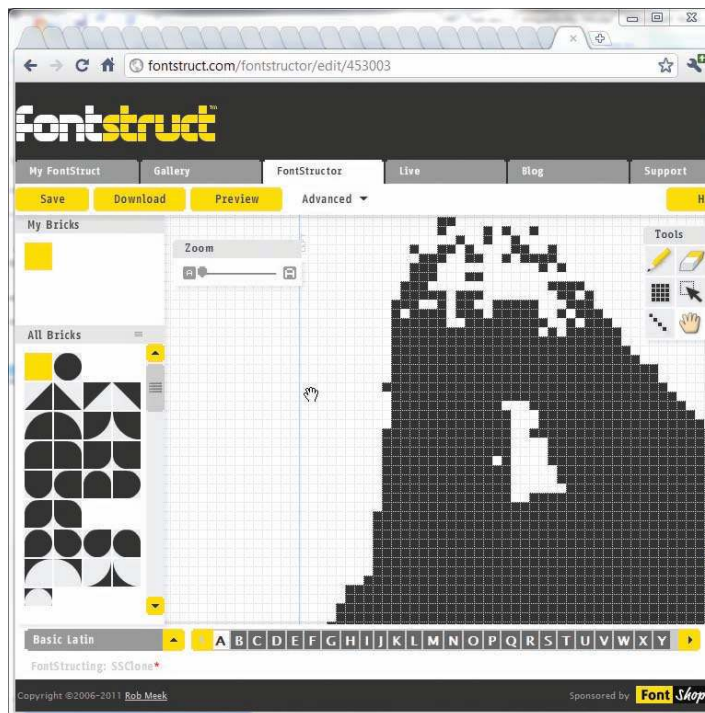 fontstruct.com/fontstructor/edit/453003
fontstruct™
My FontStruct Gallery FontStructor Live Blog Support
Save Download Preview Advanced H
My Bricks
Zoom
Tools
All Bricks
Basic Latin A B C D E F G H I J K L M N O P Q R S T U V W X Y
FontStructing: SSClone*
Copyright ©2006-2011 Rob Meek Sponsored by Font Shop